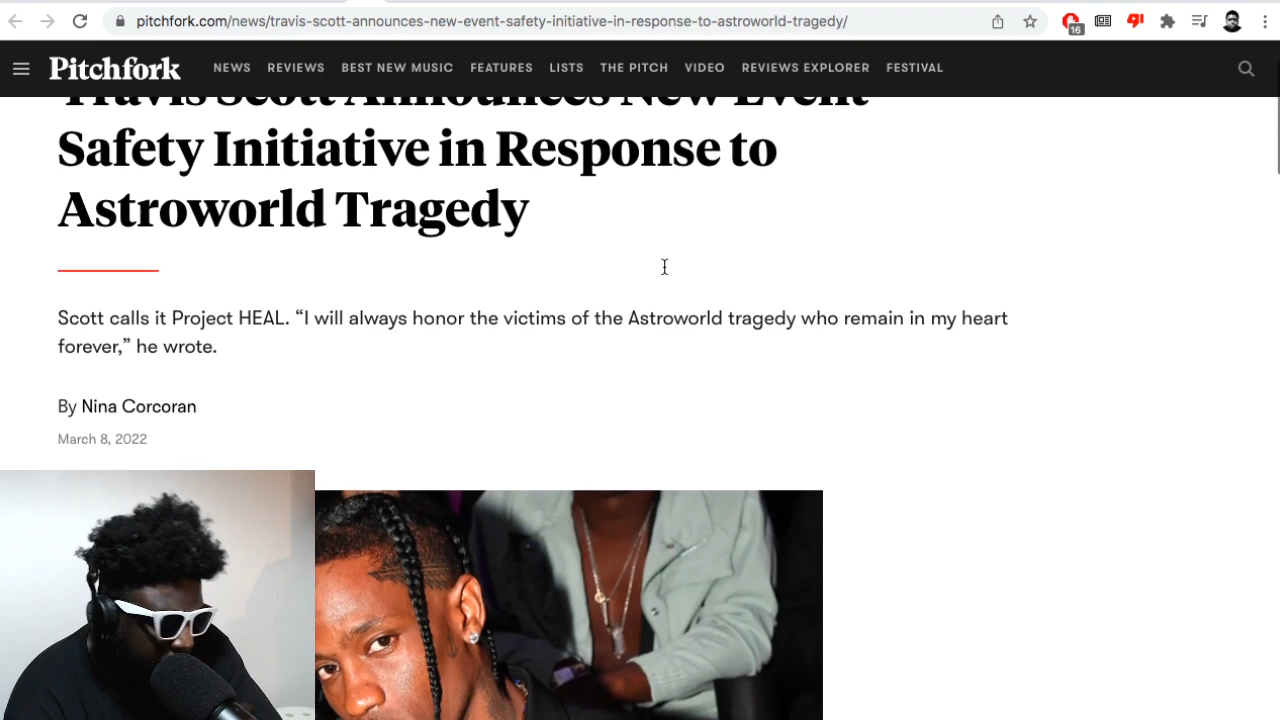 pitchfork.com/news/travis-scott-announces-new-event-safety-initiative-in-response-to-astroworld-tragedy/
16
Pitchfork
NEWS REVIEWS BEST NEW MUSIC FEATURES LISTS THE PITCH VIDEO REVIEWS EXPLORER FESTIVAL
Travis Scott Announces New Event
Safety Initiative in Response to
Astroworld Tragedy
Scott calls it Project HEAL. “I will always honor the victims of the Astroworld tragedy who remain in my heart
forever,” he wrote.
By Nina Corcoran
March 8, 2022